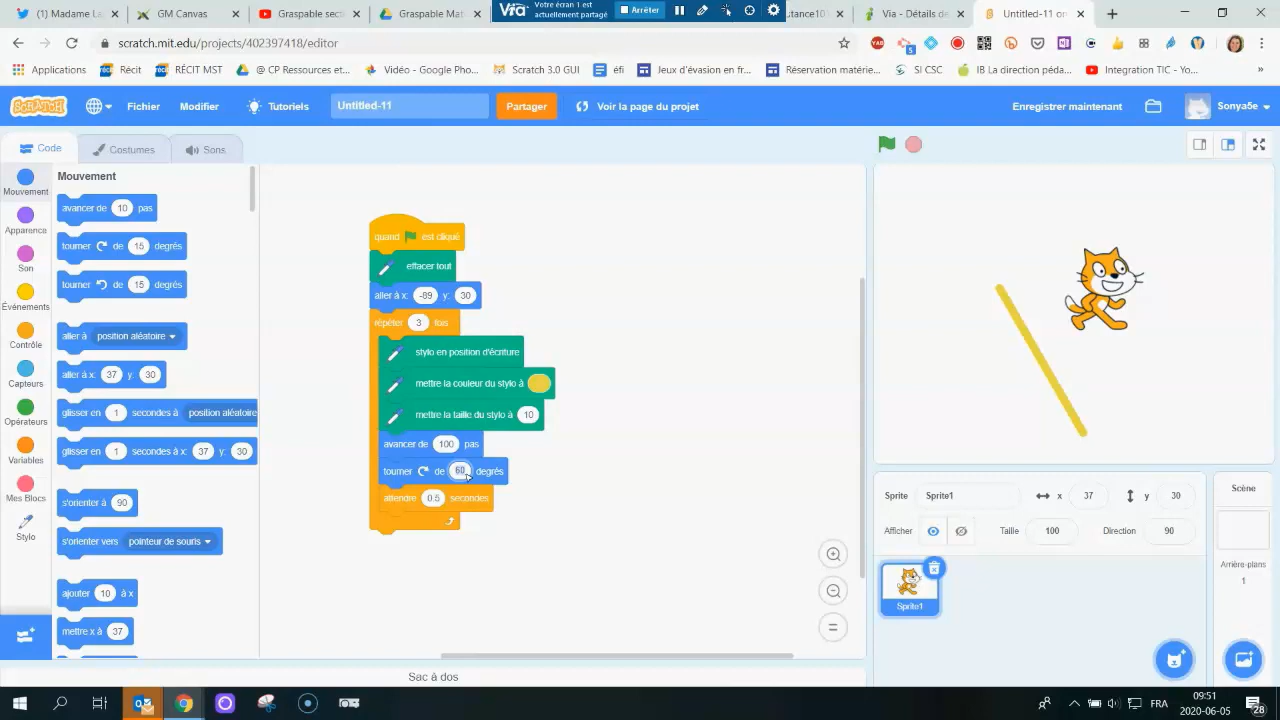 Twitter
Graspable sect
GM Canvas
Graspable Mat
Vra
Votre écran 1 est
actuellement partagé
Arrêter
utance10
Via - Détails de
Untitled-11 on
scratch.mit.edu/projects/402397418/editor
5
Applications
Récit
RÉCIT MST
@ CP Ressources et...
Vidéo - Google Pho...
Scratch 3.0 GUI
éfi
Jeux d'évasion en fr...
Réservation matérie...
SI CSC
IB La direction péda...
Integration TIC - Yo...
»
SCRATCH
Fichier
Modifier
Tutoriels
Untitled-11
Partager
Voir la page du projet
Enregistrer maintenant
Sonya5e
Code
Costumes
Sons
Mouvement
Mouvement
avancer de 10 pas
Apparence
tourner de 15 degrés
Son
tourner de 15 degrés
Événements
Contrôle
aller à position aléatoire
Capteurs
aller à x: 37 y: 30
Opérateurs
glisser en 1 secondes à position aléatoire
Variables
glisser en 1 secondes à x: 37 y: 30
Mes Blocs
s'orienter à 90
Stylo
s'orienter vers pointeur de souris
ajouter 10 à x
mettre x à 37
quand est cliqué
effacer tout
aller à x: -89 y: 30
répéter 3 fois
stylo en position d'écriture
mettre la couleur du stylo à
mettre la taille du stylo à 10
avancer de 100 pas
tourner de 60 degrés
attendre 0.5 secondes
Sprite
Sprite1
x 37
y 30
Afficher
Taille 100
Direction 90
Sprite1
Scène
Arrière-plans
1
Sac à dos
FRA
09:51
2020-06-05
28